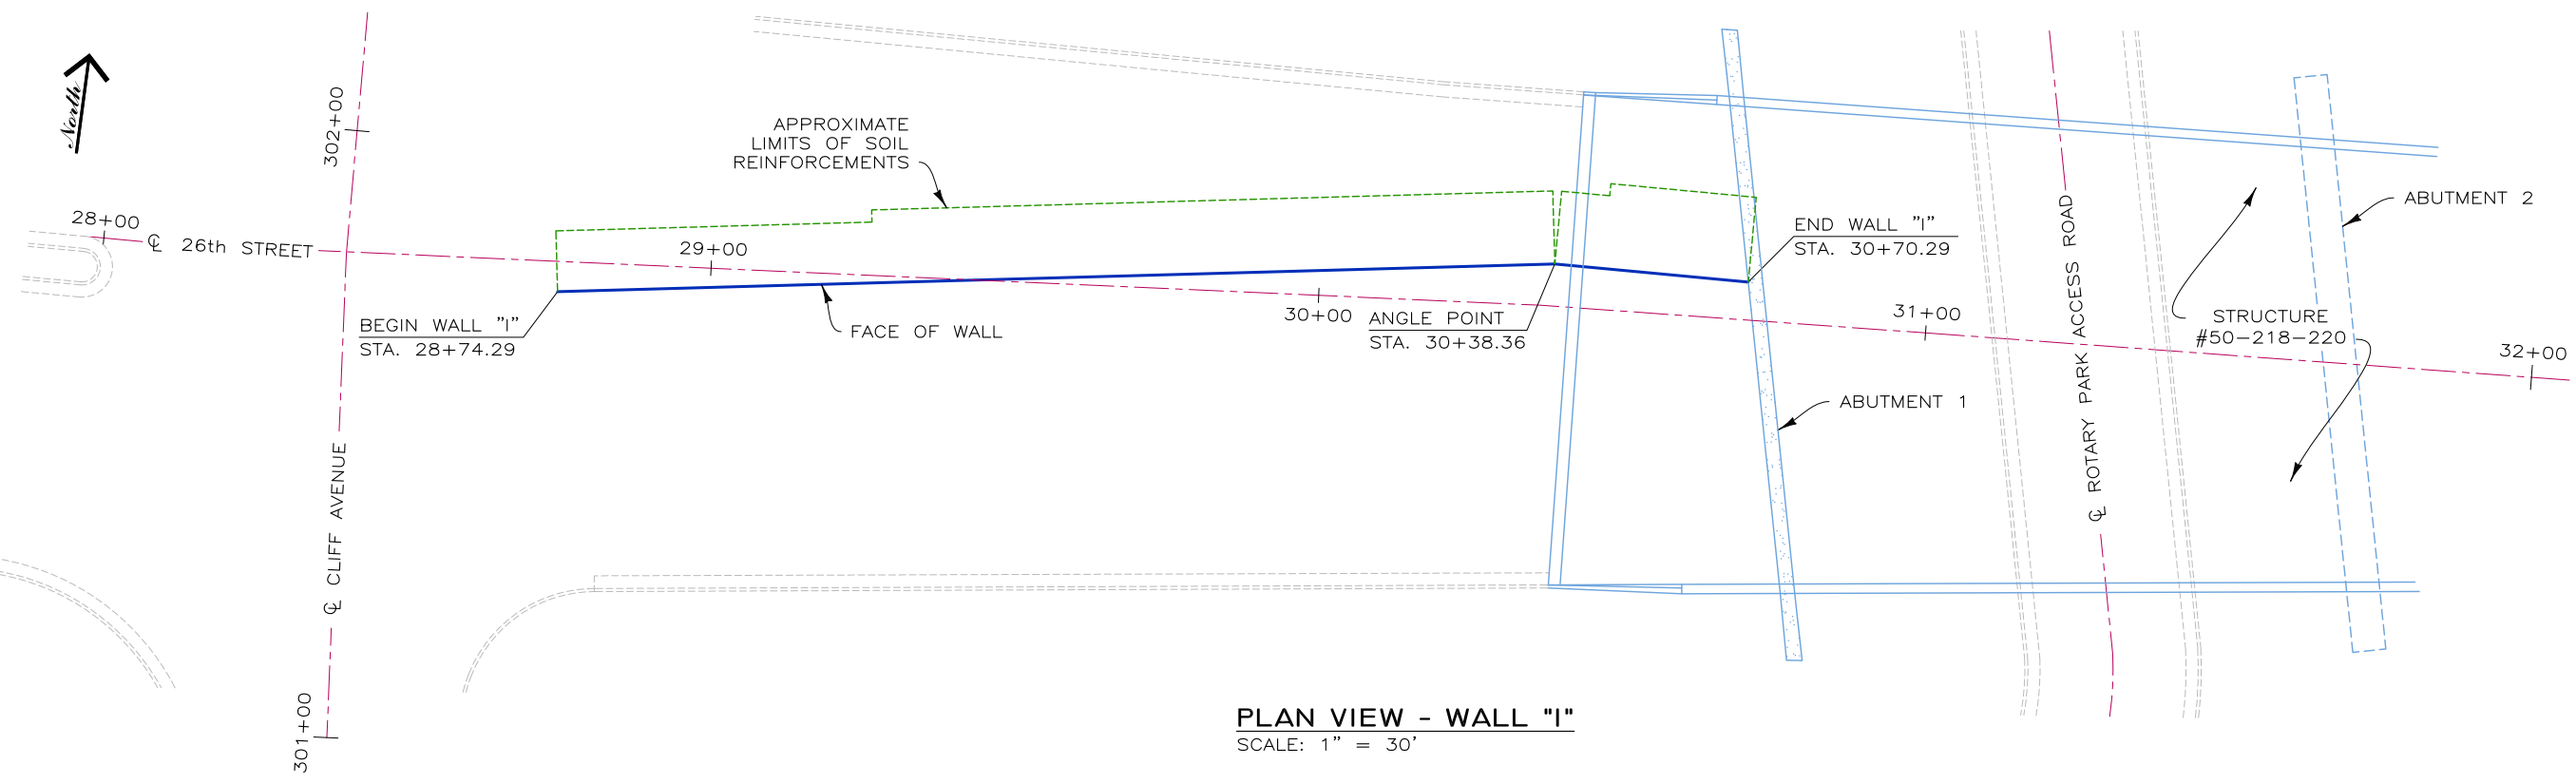 North
302+00
28+00
℄ 26th STREET
APPROXIMATE
LIMITS OF SOIL
REINFORCEMENTS
29+00
BEGIN WALL "I"
STA. 28+74.29
FACE OF WALL
30+00
ANGLE POINT
STA. 30+38.36
END WALL "I"
STA. 30+70.29
ABUTMENT 1
31+00
℄ ROTARY PARK ACCESS ROAD
ABUTMENT 2
STRUCTURE
#50-218-220
32+00
℄ CLIFF AVENUE
301+00
PLAN VIEW - WALL "I"
SCALE: 1" = 30'